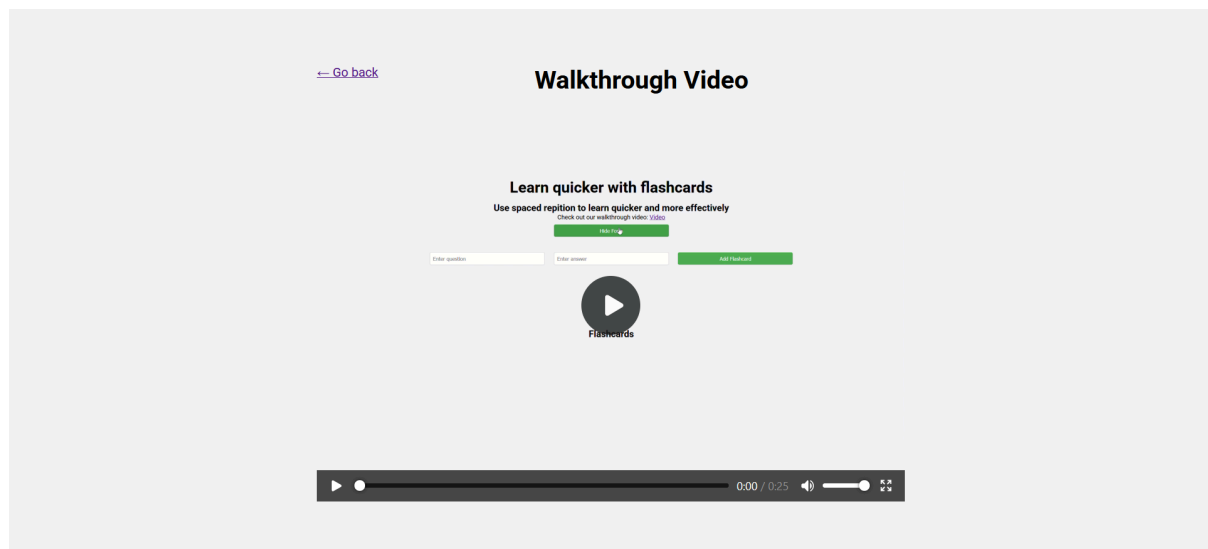 ← Go back
Walkthrough Video
Learn quicker with flashcards
Use spaced repition to learn quicker and more effectively
Check out our walkthrough video: Video
Hide
Enter question
Enter answer
Add Flashcard
Flashcards
0:00 / 0:25